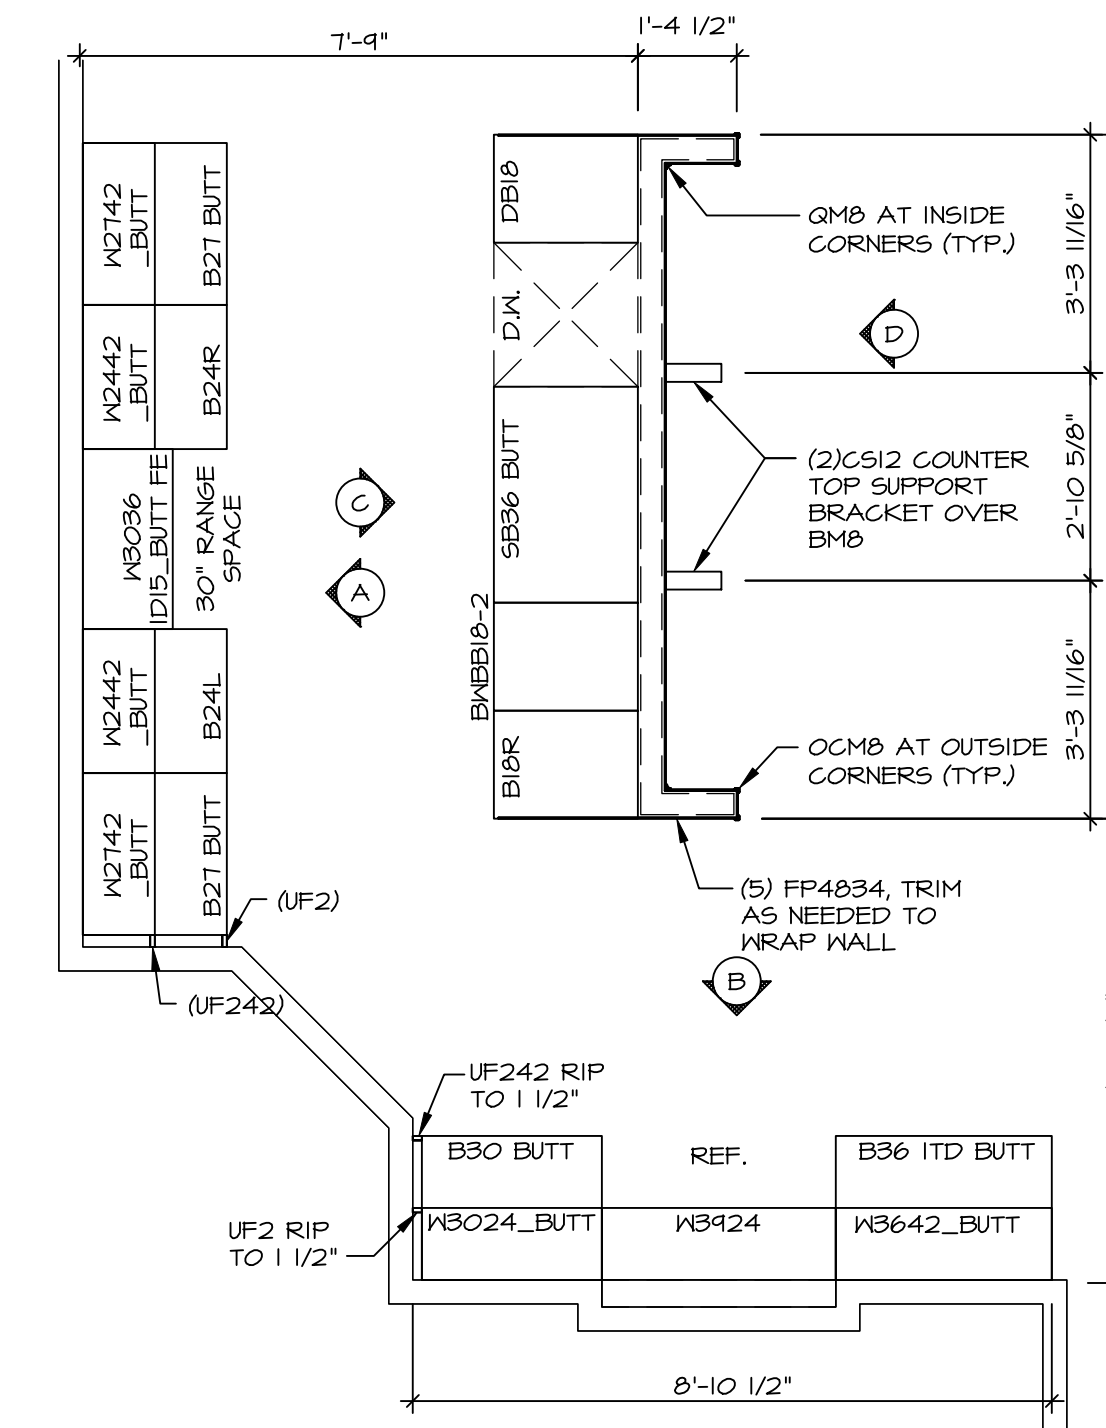 7'-9"
1'-4 1/2"
W2742
_BUTT
B27 BUTT
W2442
_BUTT
B24R
W3036
1D15_BUTT FE
30" RANGE
SPACE
W2442
_BUTT
B24L
W2742
_BUTT
B27 BUTT
DB18
D.W.
SB36 BUTT
BWBB18-2
B18R
QM8 AT INSIDE
CORNERS (TYP.)
D
C
A
(2)CS12 COUNTER
TOP SUPPORT
BRACKET OVER
BM8
3'-3 11/16"
2'-10 5/8"
3'-3 11/16"
OCM8 AT OUTSIDE
CORNERS (TYP.)
(UF2)
(5) FP4834, TRIM
AS NEEDED TO
WRAP WALL
B
(UF242)
UF242 RIP
TO 1 1/2"
B30 BUTT
REF.
B36 1TD BUTT
UF2 RIP
TO 1 1/2"
W3024_BUTT
W3924
W3642_BUTT
8'-10 1/2"